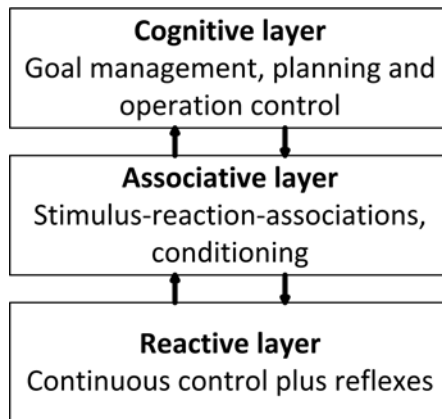 Cognitive layer
Goal management, planning and
operation control
Associative layer
Stimulus-reaction-associations,
conditioning
Reactive layer
Continuous control plus reflexes